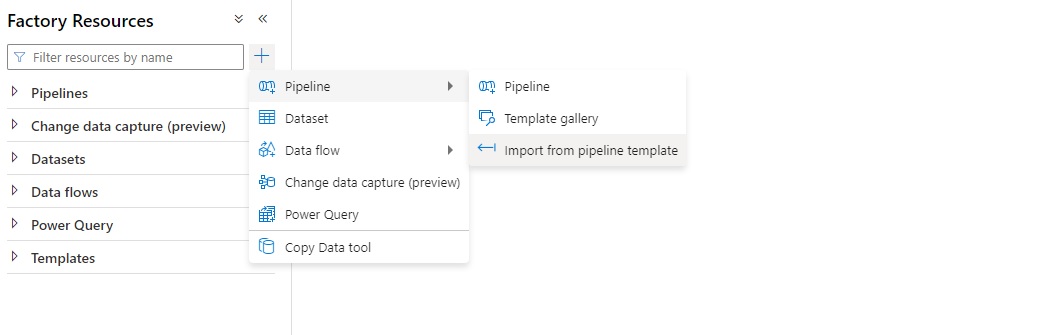 Factory Resources
Filter resources by name
Pipelines
Change data capture (preview)
Datasets
Data flows
Power Query
Templates
Pipeline
Dataset
Data flow
Change data capture (preview)
Power Query
Copy Data tool
Pipeline
Template gallery
Import from pipeline template